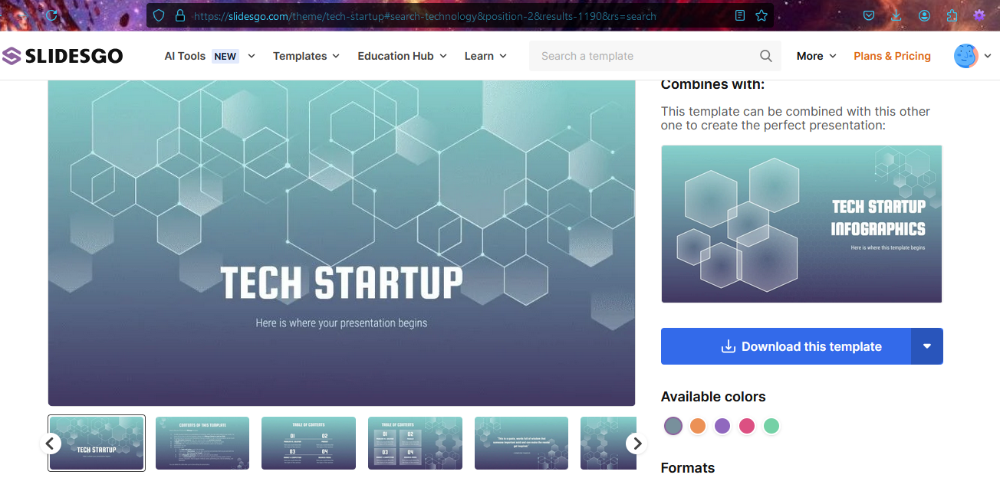 https://slidesgo.com/theme/tech-startup#search-technology&position-2&results-1190&rs=search
SLIDESGO
AI Tools NEW
Templates
Education Hub
Learn
Search a template
More
Plans & Pricing
TECH STARTUP
Here is where your presentation begins
TECH STARTUP
CONTENTS OF THIS TEMPLATE
TABLE OF CONTENTS
01
02
03
04
TABLE OF CONTENTS
01
02
03
04
Combines with:
This template can be combined with this other
one to create the perfect presentation:
TECH STARTUP
INFOGRAPHICS
Here is where this template begins
Download this template
Available colors
Formats